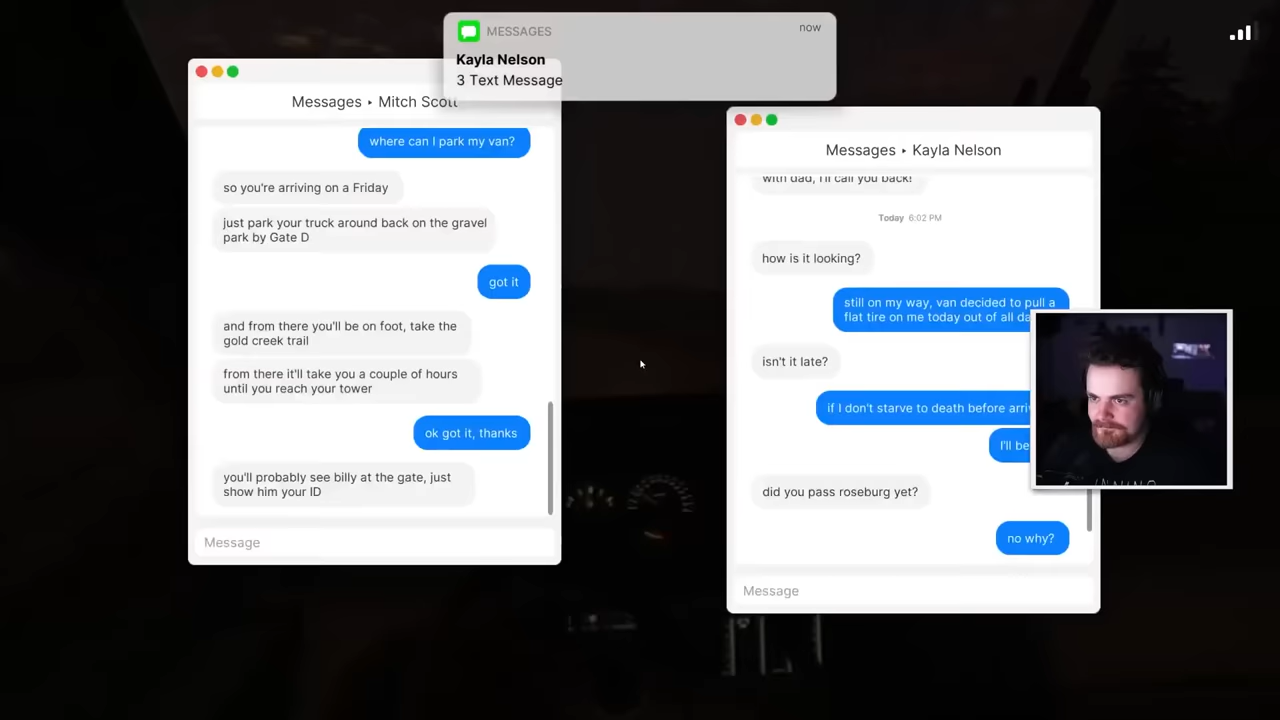 MESSAGES
now
Kayla Nelson
3 Text Message
Messages ‣ Mitch Scott
where can I park my van?
so you're arriving on a Friday
just park your truck around back on the gravel
park by Gate D
got it
and from there you'll be on foot, take the
gold creek trail
from there it'll take you a couple of hours
until you reach your tower
ok got it, thanks
you'll probably see billy at the gate, just
show him your ID
Message
Messages ‣ Kayla Nelson
with dad, I'll call you back!
Today 6:02 PM
how is it looking?
still on my way, van decided to pull a
flat tire on me today out of all
isn't it late?
if I don't starve to death before
I'll be
did you pass roseburg yet?
no why?
Message